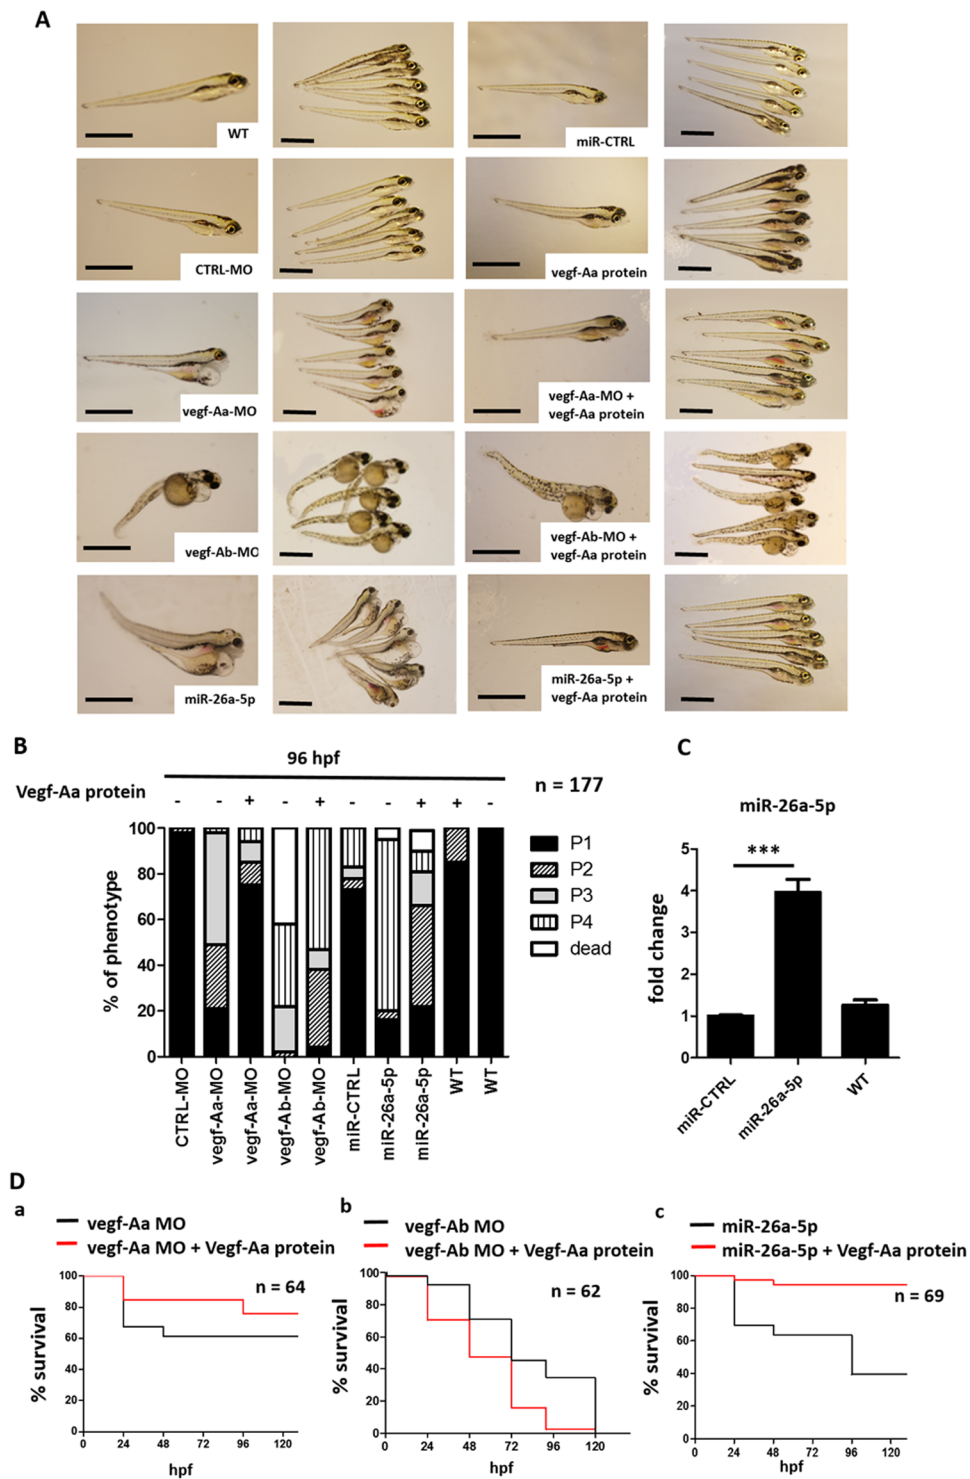 A
WT
miR-CTRL
CTRL-MO
vegf-Aa protein
vegf-Aa-MO
vegf-Aa-MO +
vegf-Aa protein
vegf-Ab-MO
vegf-Ab-MO +
vegf-Aa protein
miR-26a-5p
miR-26a-5p +
vegf-Aa protein
B
96 hpf
Vegf-Aa protein
- - + - + - - + + -
n = 177
100
80
60
40
20
0
% of phenotype
P1
P2
P3
P4
dead
CTRL-MO
vegf-Aa-MO
vegf-Aa-MO
vegf-Ab-MO
vegf-Ab-MO
miR-CTRL
miR-26a-5p
miR-26a-5p
WT
WT
C
miR-26a-5p
***
5
4
3
2
1
0
fold change
miR-CTRL
miR-26a-5p
WT
D
a
vegf-Aa MO
vegf-Aa MO + Vegf-Aa protein
n = 64
100
80
60
40
20
0
% survival
0 24 48 72 96 120
hpf
b
vegf-Ab MO
vegf-Ab MO + Vegf-Aa protein
n = 62
100
80
60
40
20
0
% survival
0 24 48 72 96 120
hpf
c
miR-26a-5p
miR-26a-5p + Vegf-Aa protein
n = 69
100
80
60
40
20
0
% survival
0 24 48 72 96 120
hpf